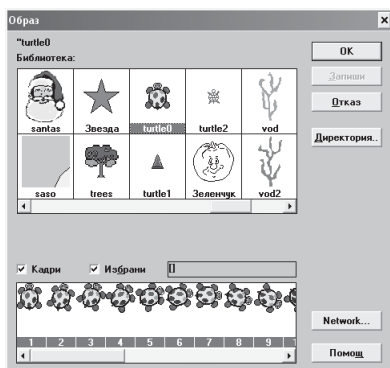 Образ
"turtle0
Библиотека:
santas Звезда turtle0 turtle2 vod
saso trees turtle1 Зеленчук vod2
OK
Запиши
Отказ
Директория..
Кадри Избрани []
1 2 3 4 5 6 7 8 9 1
Network...
Помощ